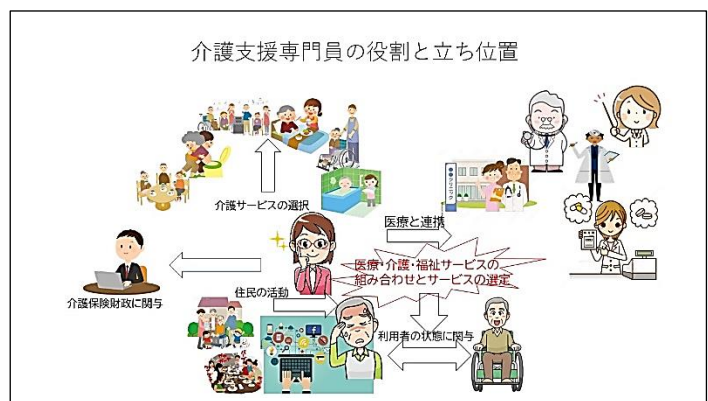 介護支援専門員の役割と立ち位置
介護サービスの選択
医療と連携
医療・介護・福祉サービスの
組み合わせとサービスの選定
介護保険財政に関与
住民の活動
利用者の状態に関与